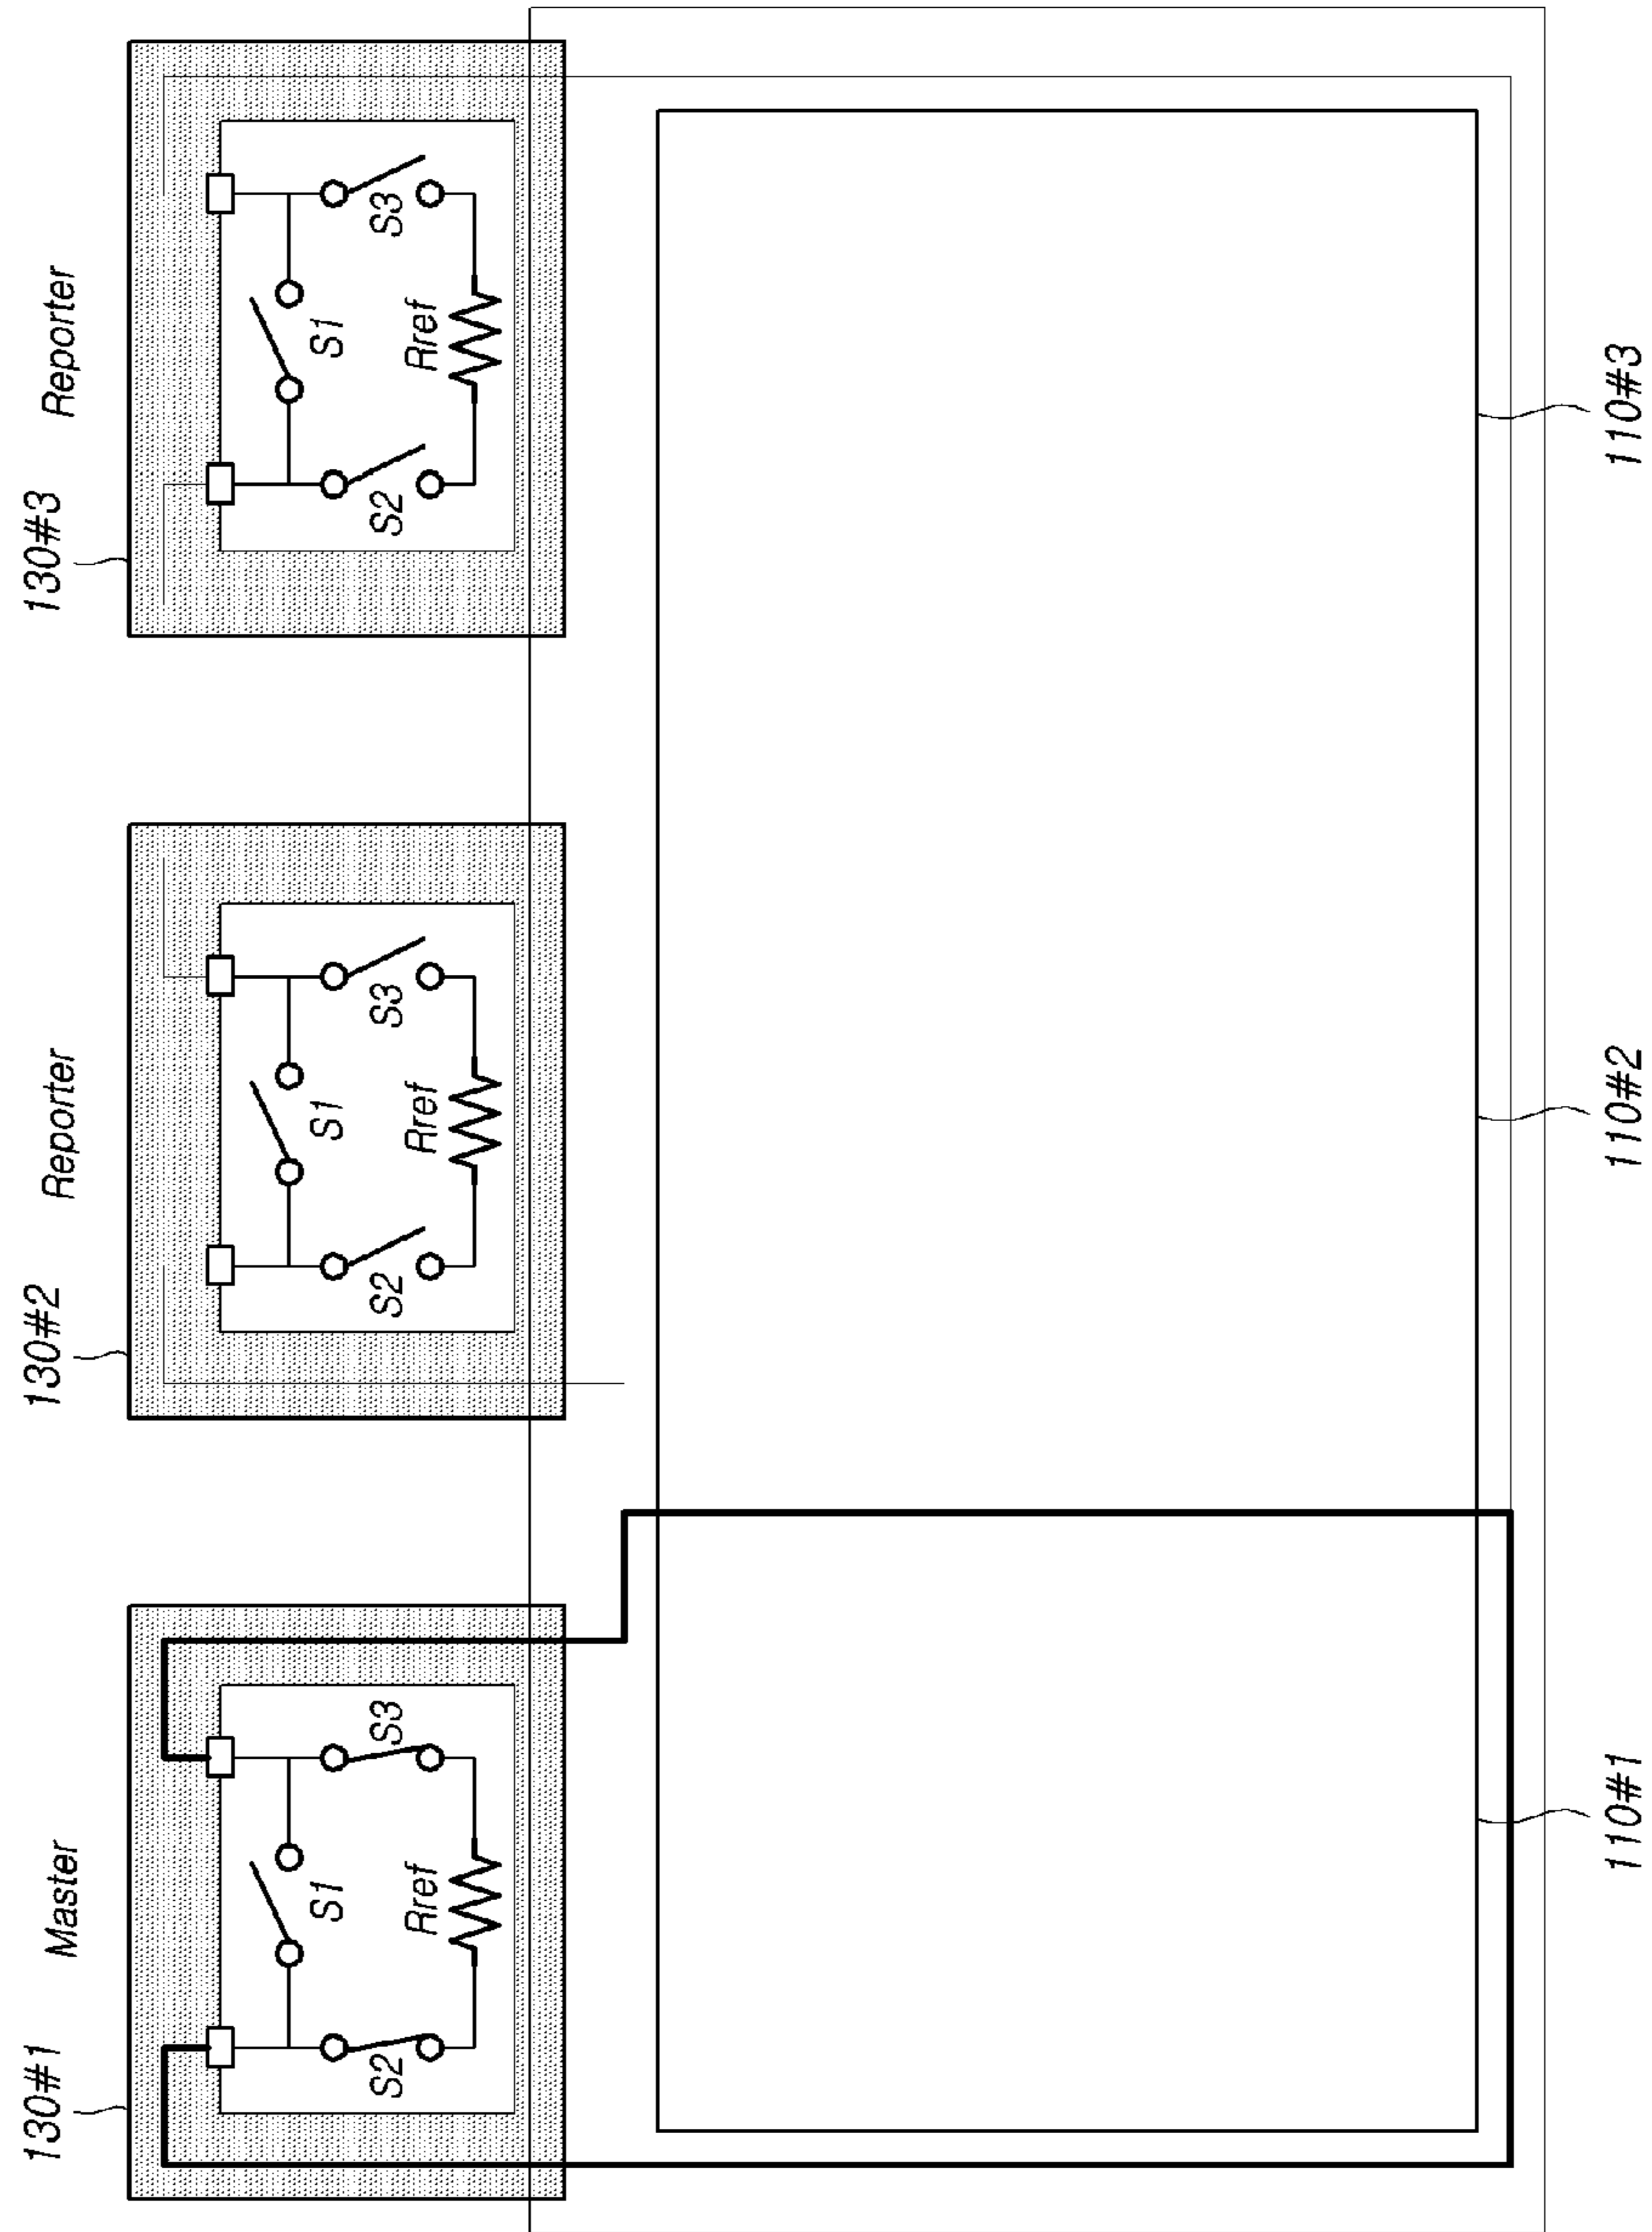 130#1
Master
130#2
Reporter
130#3
Reporter
S1
S1
S1
S2
S3
S2
S3
S2
S3
Rref
Rref
Rref
110#1
110#2
110#3